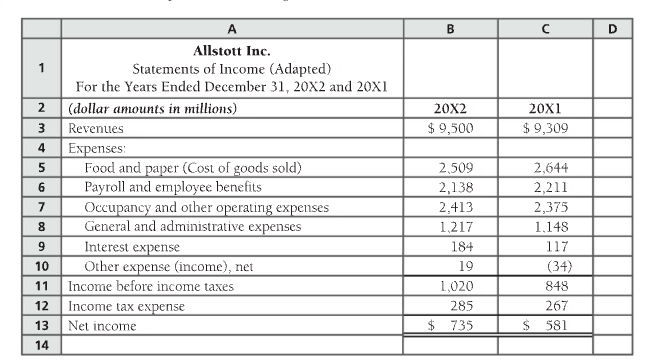 A B C D
1 Allstott Inc.
Statements of Income (Adapted)
For the Years Ended December 31, 20X2 and 20X1
2 (dollar amounts in millions) 20X2 20X1
3 Revenues $ 9,500 $ 9,309
4 Expenses:
5 Food and paper (Cost of goods sold) 2,509 2,644
6 Payroll and employee benefits 2,138 2,211
7 Occupancy and other operating expenses 2,413 2,375
8 General and administrative expenses 1,217 1,148
9 Interest expense 184 117
10 Other expense (income), net 19 (34)
11 Income before income taxes 1,020 848
12 Income tax expense 285 267
13 Net income $ 735 $ 581
14